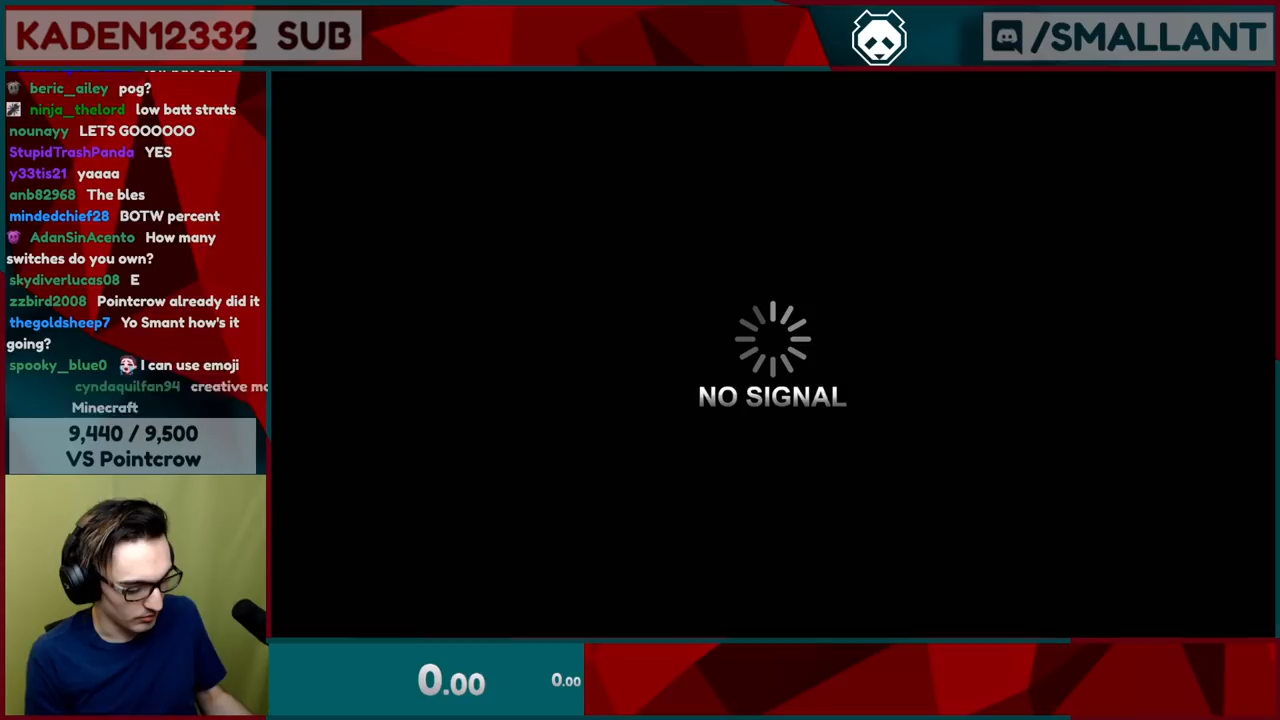 KADEN12332 SUB
/SMALLANT
beric_ailey pog?
ninja_thelord low batt strats
nounayy LETS GOOOOOO
StupidTrashPanda YES
y33tis21 yaaaa
anb82968 The bles
mindedchief28 BOTW percent
AdanSinAcento How many
switches do you own?
skydiverlucas08 E
zzbird2008 Pointcrow already did it
thegoldsheep7 Yo Smant how's it
going?
spooky_blue0 I can use emoji
cyndaquilfan94 creative
Minecraft
9,440 / 9,500
VS Pointcrow
NO SIGNAL
0.00
0.00